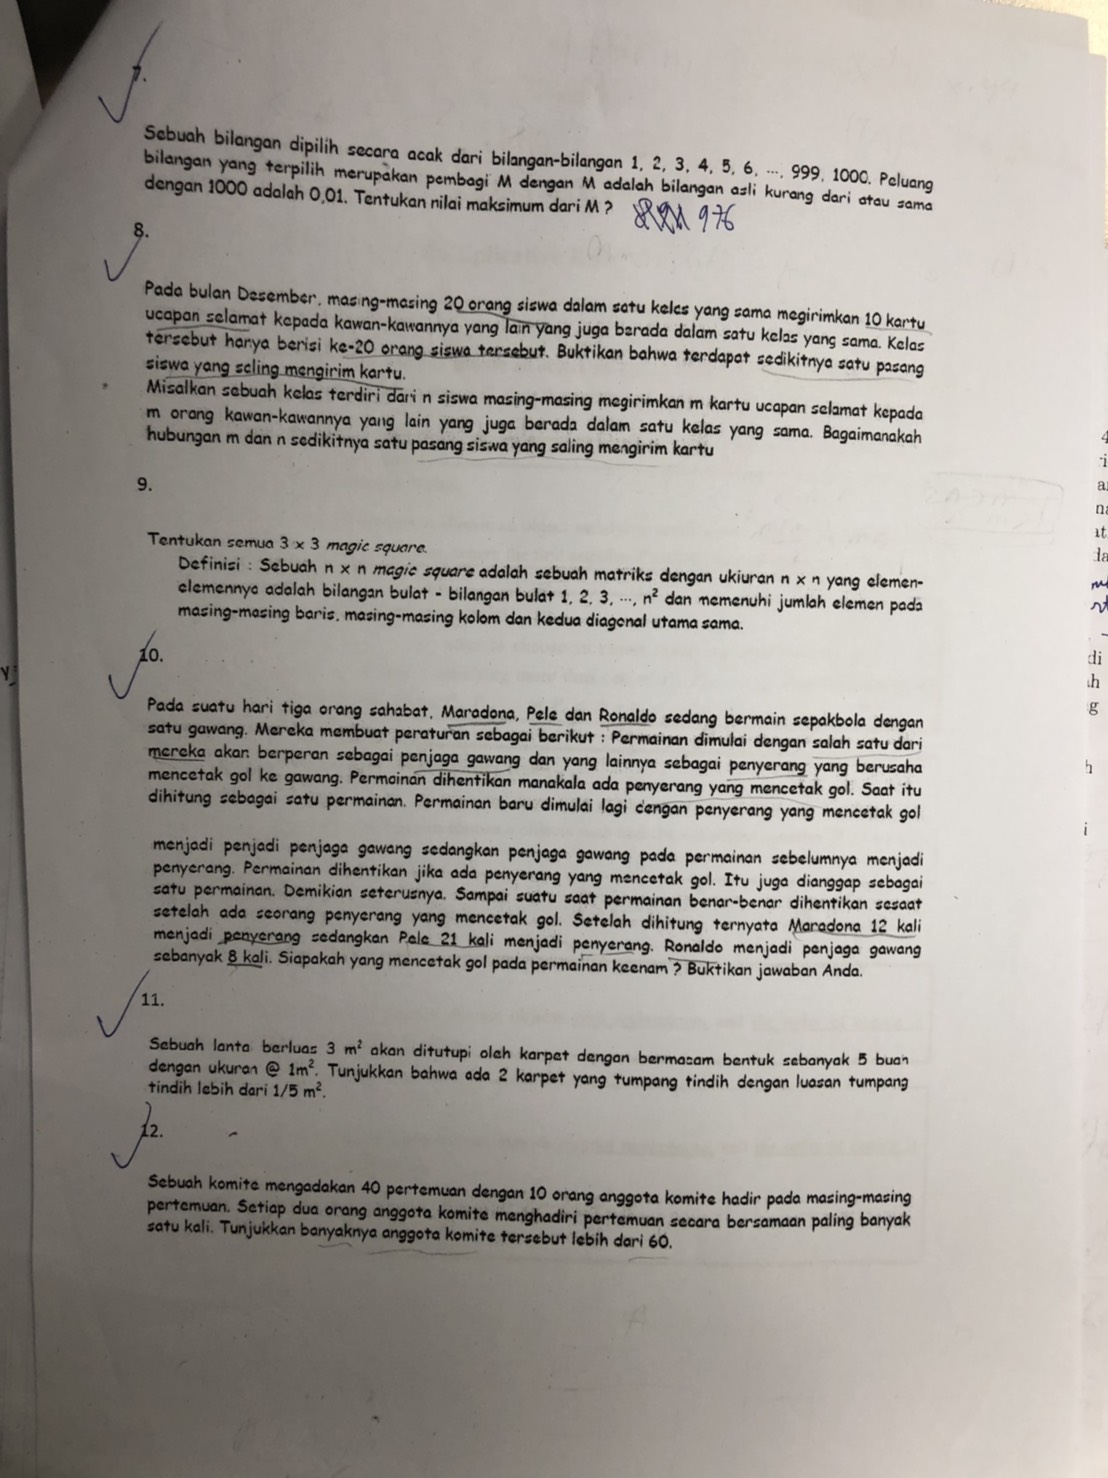 7.
Sebuah bilangan dipilih secara acak dari bilangan-bilangan 1, 2, 3, 4, 5, 6, ..., 999, 1000. Peluang
bilangan yang terpilih merupakan pembagi M dengan M adalah bilangan asli kurang dari atau sama
dengan 1000 adalah 0,01. Tentukan nilai maksimum dari M ? 976
8.
Pada bulan Desember, masing-masing 20 orang siswa dalam satu kelas yang sama megirimkan 10 kartu
ucapan selamat kepada kawan-kawannya yang lain yang juga berada dalam satu kelas yang sama. Kelas
tersebut hanya berisi ke-20 orang siswa tersebut. Buktikan bahwa terdapat sedikitnya satu pasang
siswa yang saling mengirim kartu.
Misalkan sebuah kelas terdiri dari n siswa masing-masing megirimkan m kartu ucapan selamat kepada
m orang kawan-kawannya yang lain yang juga berada dalam satu kelas yang sama. Bagaimanakah
hubungan m dan n sedikitnya satu pasang siswa yang saling mengirim kartu
9.
Tentukan semua 3 x 3 magic square.
Definisi : Sebuah n x n magic square adalah sebuah matriks dengan ukiuran n x n yang elemen-
elemennya adalah bilangan bulat - bilangan bulat 1, 2, 3, ..., n² dan memenuhi jumlah elemen pada
masing-masing baris, masing-masing kolom dan kedua diagonal utama sama.
10.
Pada suatu hari tiga orang sahabat, Maradona, Pele dan Ronaldo sedang bermain sepakbola dengan
satu gawang. Mereka membuat peraturan sebagai berikut : Permainan dimulai dengan salah satu dari
mereka akan berperan sebagai penjaga gawang dan yang lainnya sebagai penyerang yang berusaha
mencetak gol ke gawang. Permainan dihentikan manakala ada penyerang yang mencetak gol. Saat itu
dihitung sebagai satu permainan. Permainan baru dimulai lagi dengan penyerang yang mencetak gol
menjadi penjadi penjaga gawang sedangkan penjaga gawang pada permainan sebelumnya menjadi
penyerang. Permainan dihentikan jika ada penyerang yang mencetak gol. Itu juga dianggap sebagai
satu permainan. Demikian seterusnya. Sampai suatu saat permainan benar-benar dihentikan sesaat
setelah ada seorang penyerang yang mencetak gol. Setelah dihitung ternyata Maradona 12 kali
menjadi penyerang sedangkan Pele 21 kali menjadi penyerang. Ronaldo menjadi penjaga gawang
sebanyak 8 kali. Siapakah yang mencetak gol pada permainan keenam ? Buktikan jawaban Anda.
11.
Sebuah lantai berluas 3 m² akan ditutupi oleh karpet dengan bermacam bentuk sebanyak 5 buah
dengan ukuran @ 1m². Tunjukkan bahwa ada 2 karpet yang tumpang tindih dengan luasan tumpang
tindih lebih dari 1/5 m².
12.
Sebuah komite mengadakan 40 pertemuan dengan 10 orang anggota komite hadir pada masing-masing
pertemuan. Setiap dua orang anggota komite menghadiri pertemuan secara bersamaan paling banyak
satu kali. Tunjukkan banyaknya anggota komite tersebut lebih dari 60.